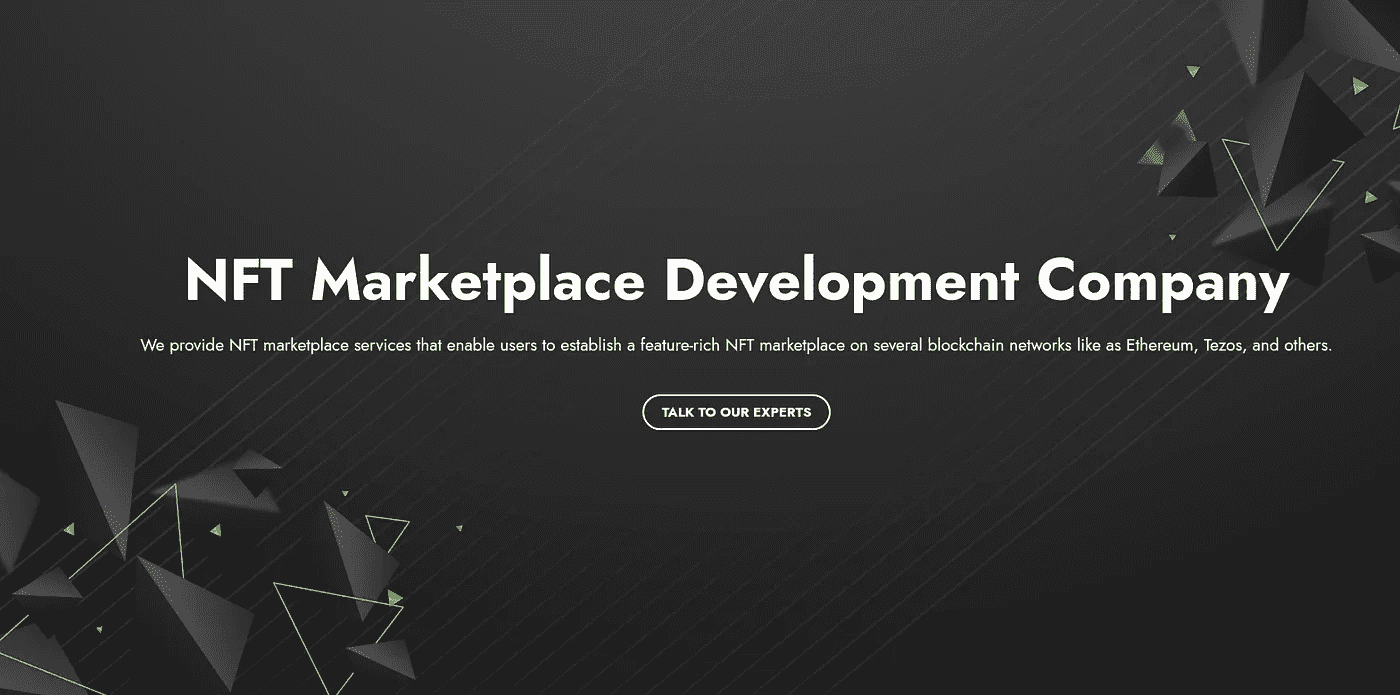 NFT Marketplace Development Company
We provide NFT marketplace services that enable users to establish a feature-rich NFT marketplace on several blockchain networks like as Ethereum, Tezos, and others.
TALK TO OUR EXPERTS